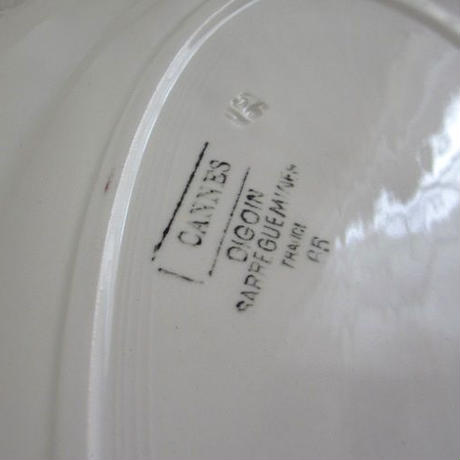 56
CANNES
DIGOIN
SARREGUEMINES
FRANCE
65